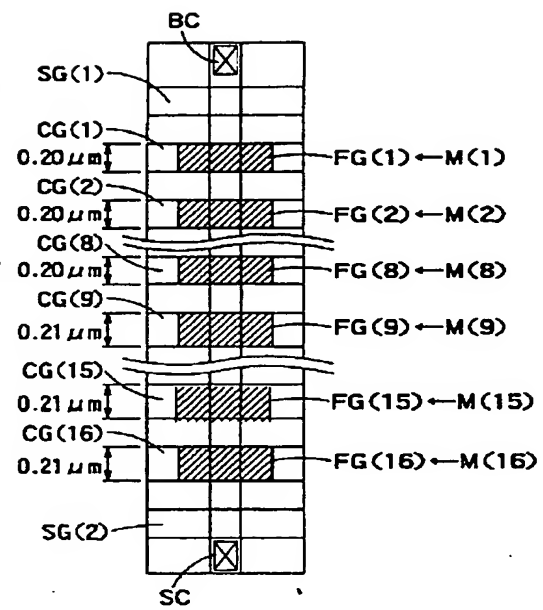 BC
SG(1)
CG(1)
0.20 μm FG(1)←M(1)
CG(2)
0.20 μm FG(2)←M(2)
CG(8)
0.20 μm FG(8)←M(8)
CG(9)
0.21 μm FG(9)←M(9)
CG(15)
0.21 μm FG(15)←M(15)
CG(16)
0.21 μm FG(16)←M(16)
SG(2)
SC